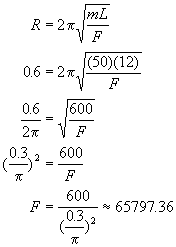 R = 2π√(mL/F)
0.6 = 2π√((50)(12)/F)
0.6/2π = √(600/F)
(0.3/π)² = 600/F
F = 600/(0.3/π)² ≈ 65797.36